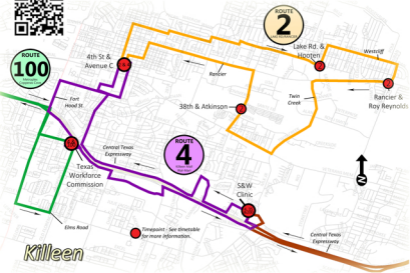 ROUTE
2
ROUTE
100
4th St &
Avenue C
Lake Rd. &
Hooten
Westcliff
Rancier
Fort
Hood St
38th & Atkinson
Twin
Creek
Rancier &
Roy Reynolds
ROUTE
4
Central Texas
Expressway
Texas
Workforce
Commission
S&W
Clinic
N
Elms Road
Timepoint - See timetable
for more information.
Central Texas
Expressway
Killeen